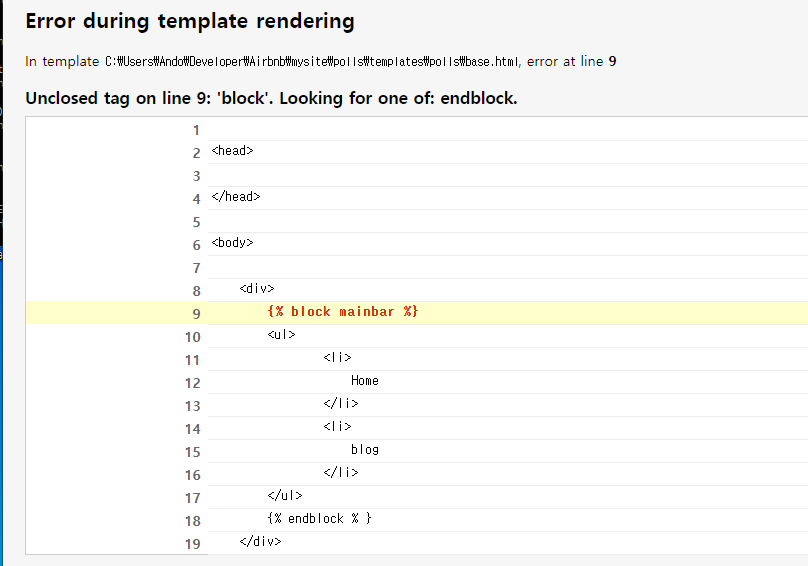 Error during template rendering
In template C:₩Users₩Ando₩Developer₩Airbnb₩mysite₩polls₩templates₩polls₩base.html, error at line 9
Unclosed tag on line 9: 'block'. Looking for one of: endblock.
1
2 <head>
3
4 </head>
5
6 <body>
7
8 <div>
9 {% block mainbar %}
10 <ul>
11 <li>
12 Home
13 </li>
14 <li>
15 blog
16 </li>
17 </ul>
18 {% endblock % }
19 </div>